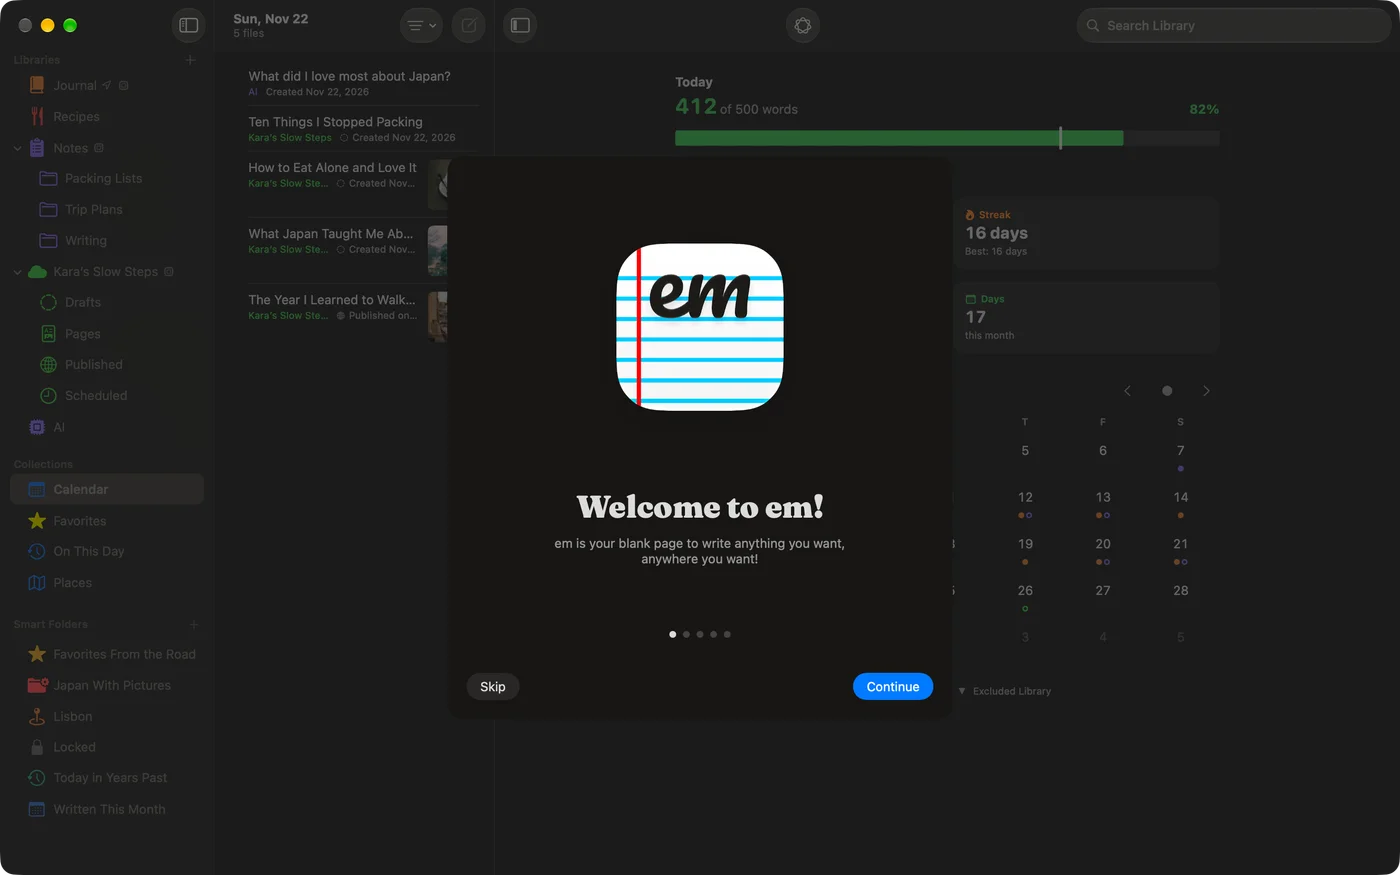 Sun, Nov 22
5 files
Search Library
Libraries
Journal
Recipes
Notes
Packing Lists
Trip Plans
Writing
Kara's Slow Steps
Drafts
Pages
Published
Scheduled
AI
Collections
Calendar
Favorites
On This Day
Places
Smart Folders
Favorites From the Road
Japan With Pictures
Lisbon
Locked
Today in Years Past
Written This Month
What did I love most about Japan?
AI Created Nov 22, 2026
Ten Things I Stopped Packing
Kara's Slow Steps Created Nov 22, 2026
How to Eat Alone and Love It
Kara's Slow Ste... Created Nov...
What Japan Taught Me Ab...
Kara's Slow Ste... Created Nov...
The Year I Learned to Walk...
Kara's Slow Ste... Published on...
Today
412 of 500 words
82%
Streak
16 days
Best: 16 days
Days
17
this month
T F S
5 6 7
12 13 14
19 20 21
26 27 28
3 4 5
Excluded Library
em
Welcome to em!
em is your blank page to write anything you want,
anywhere you want!
Skip
Continue